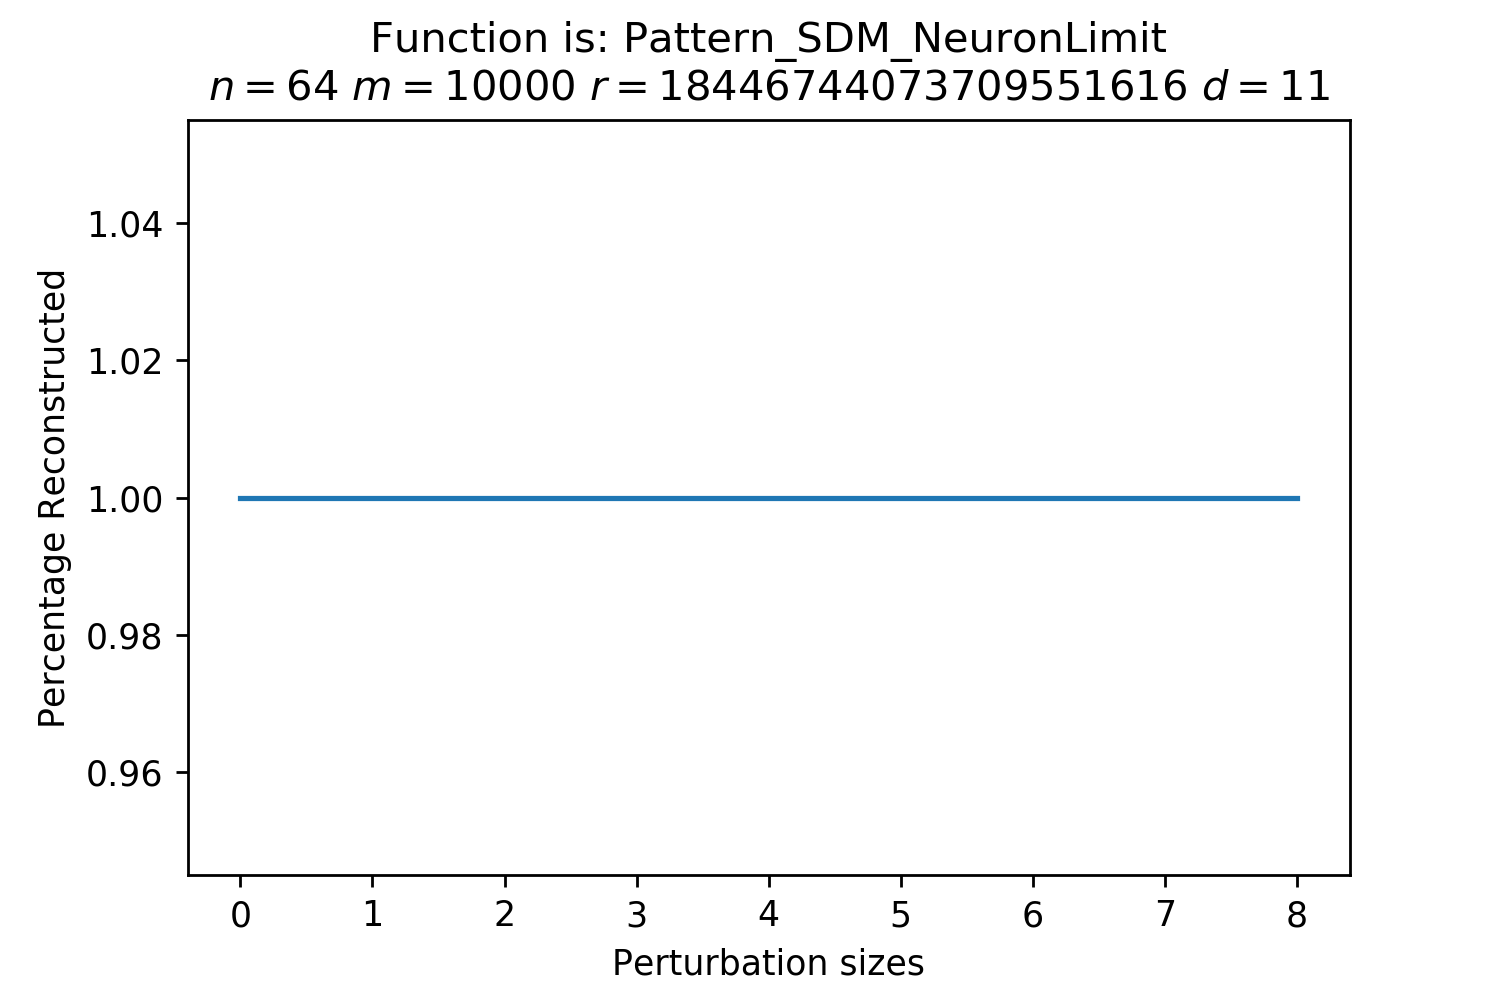 Function is: Pattern_SDM_NeuronLimit
n = 64 m = 10000 r = 18446744073709551616 d = 11
Percentage Reconstructed
1.04
1.02
1.00
0.98
0.96
0 1 2 3 4 5 6 7 8
Perturbation sizes